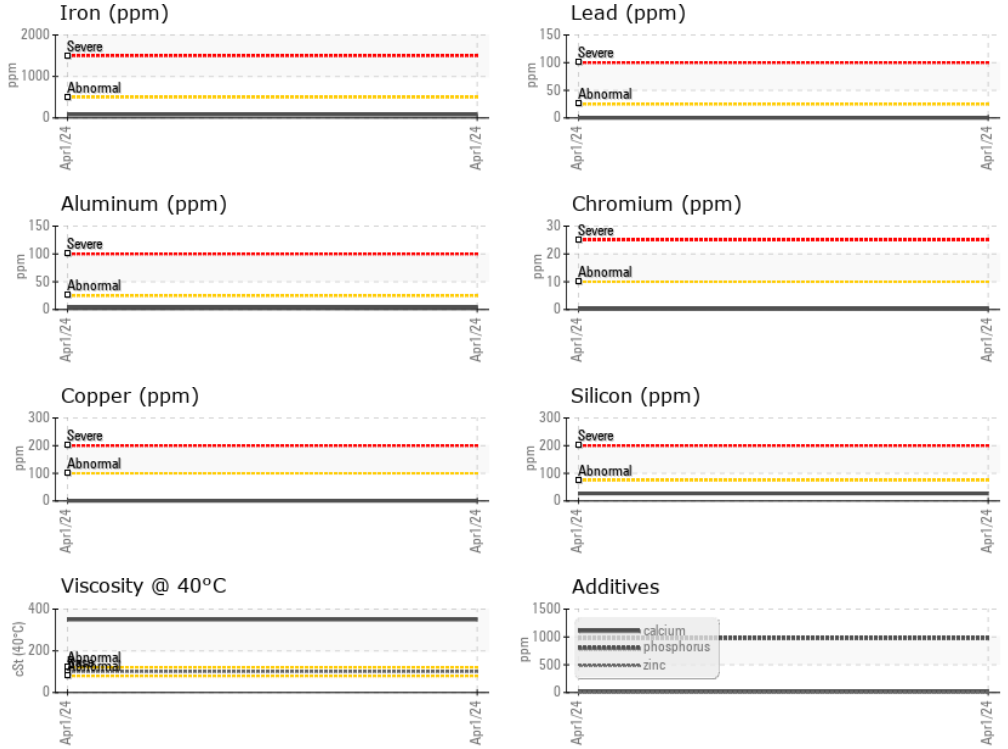 Iron (ppm)
2000
1000
0
ppm
Severe
Abnormal
Apr1/24
Apr1/24
Lead (ppm)
150
100
50
0
ppm
Severe
Abnormal
Apr1/24
Apr1/24
Aluminum (ppm)
150
100
50
0
ppm
Severe
Abnormal
Apr1/24
Apr1/24
Chromium (ppm)
30
20
10
0
ppm
Severe
Abnormal
Apr1/24
Apr1/24
Copper (ppm)
300
200
100
0
ppm
Severe
Abnormal
Apr1/24
Apr1/24
Silicon (ppm)
300
200
100
0
ppm
Severe
Abnormal
Apr1/24
Apr1/24
Viscosity @ 40°C
400
200
0
cSt (40°C)
Abnormal
Base
Abnormal
Apr1/24
Apr1/24
Additives
1500
1000
500
0
ppm
calcium
phosphorus
zinc
Apr1/24
Apr1/24